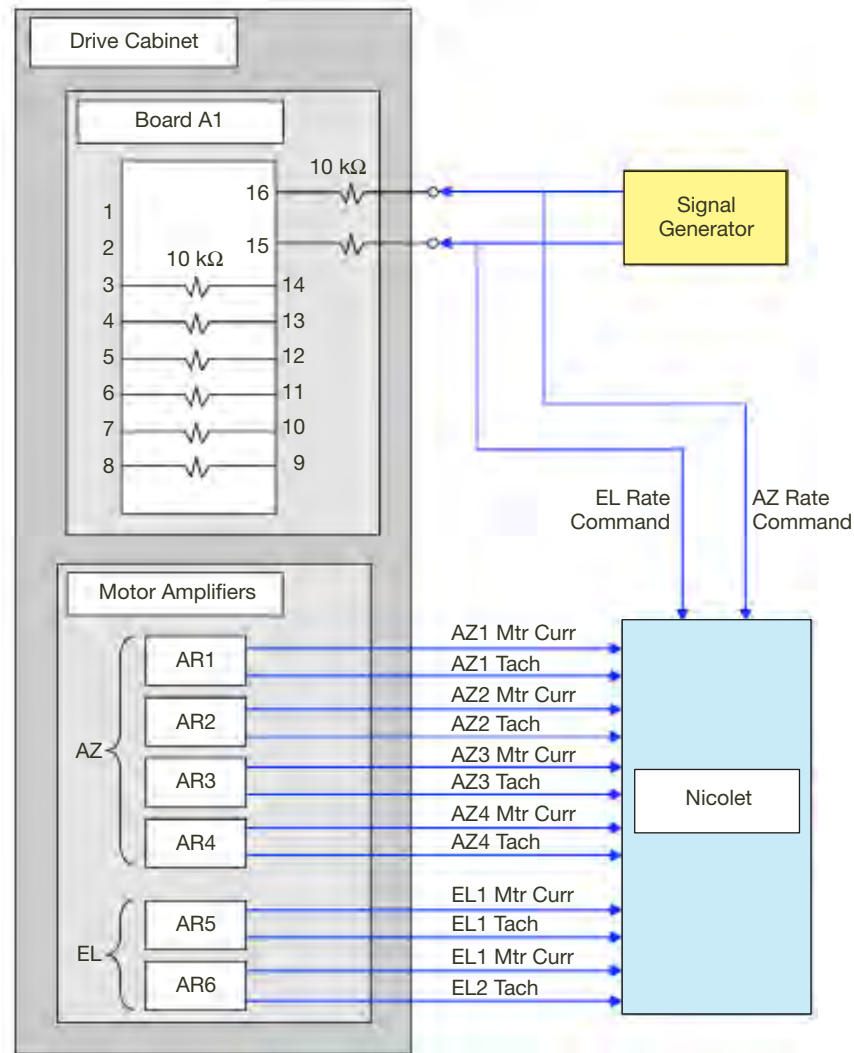 Drive Cabinet
Board A1
10 kΩ
16
1
15
2
10 kΩ
3
14
4
13
5
12
6
11
7
10
8
9
Signal
Generator
EL Rate
Command
AZ Rate
Command
Motor Amplifiers
AZ
AR1
AR2
AR3
AR4
EL
AR5
AR6
AZ1 Mtr Curr
AZ1 Tach
AZ2 Mtr Curr
AZ2 Tach
AZ3 Mtr Curr
AZ3 Tach
AZ4 Mtr Curr
AZ4 Tach
EL1 Mtr Curr
EL1 Tach
EL1 Mtr Curr
EL2 Tach
Nicolet